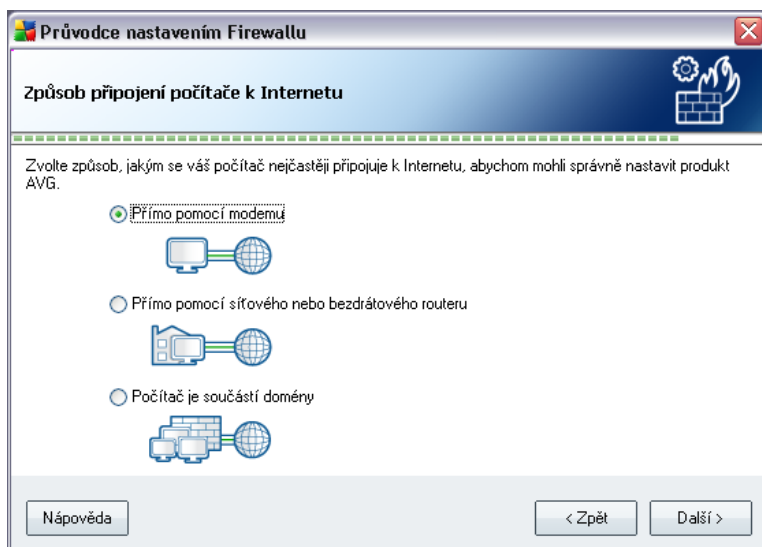 Průvodce nastavením Firewallu
Způsob připojení počítače k Internetu
Zvolte způsob, jakým se váš počítač nejčastěji připojuje k Internetu, abychom mohli správně nastavit produkt
AVG.
Přímo pomocí modemu
Přímo pomocí síťového nebo bezdrátového routeru
Počítač je součástí domény
Nápověda
< Zpět
Další >